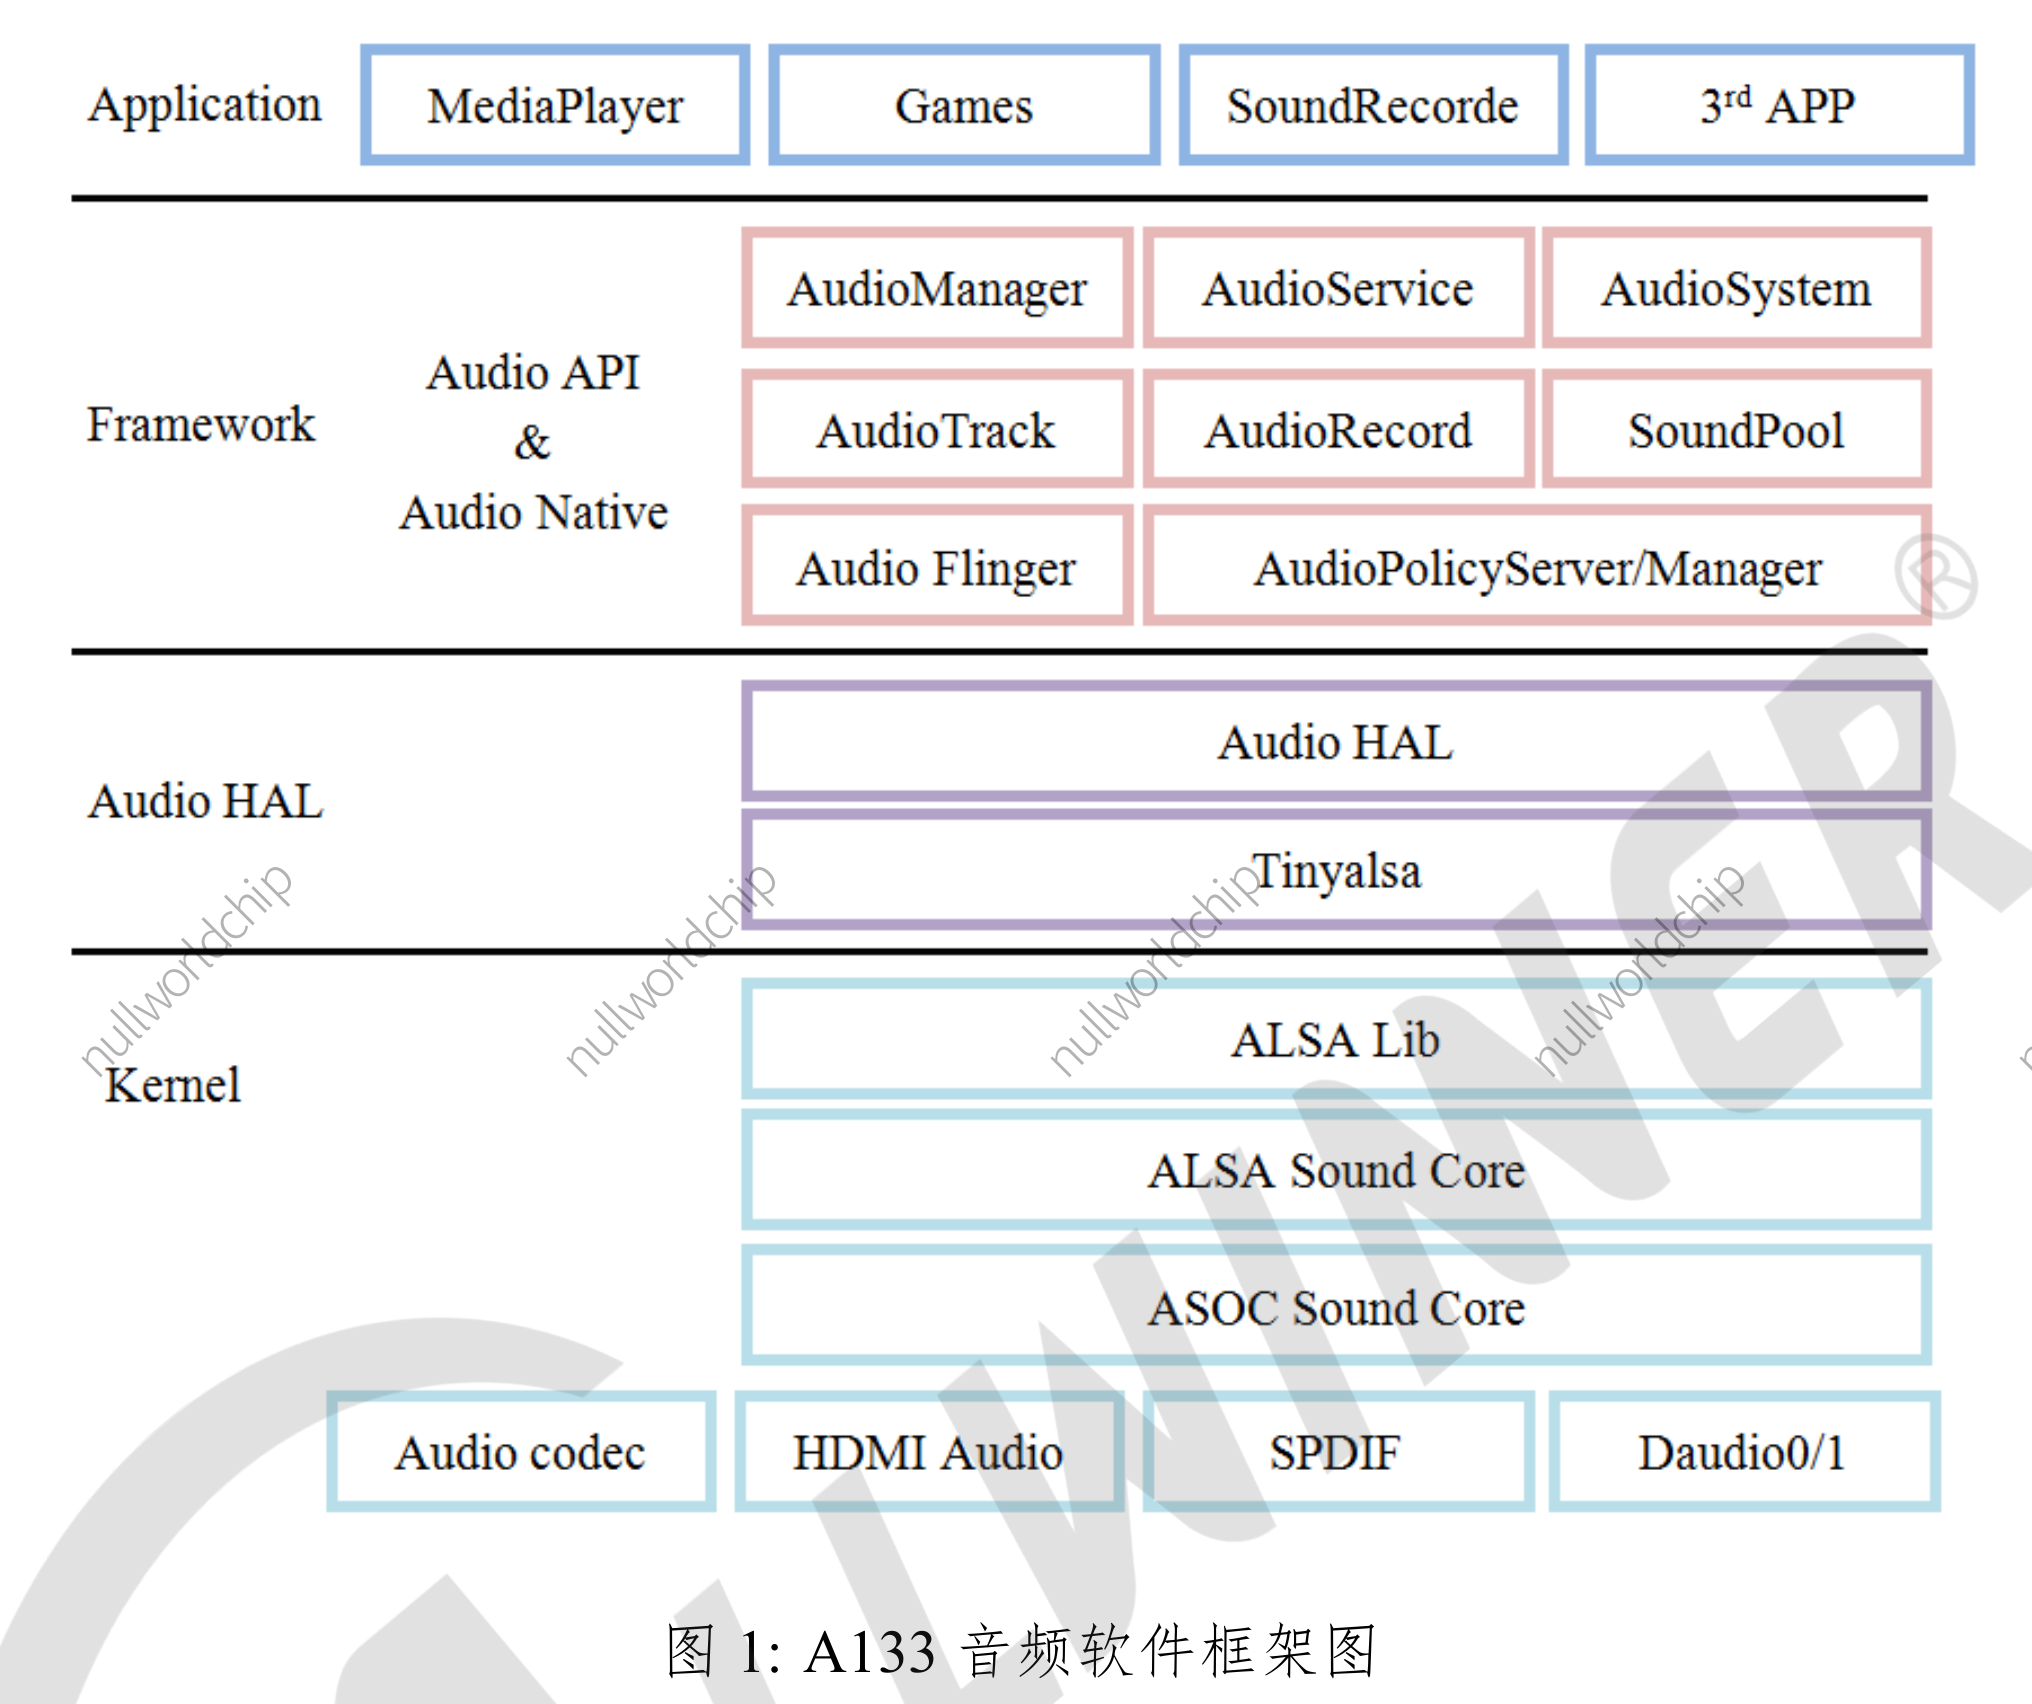 Application
MediaPlayer
Games
SoundRecorde
3rd APP
Framework
Audio API
&
Audio Native
AudioManager
AudioService
AudioSystem
AudioTrack
AudioRecord
SoundPool
Audio Flinger
AudioPolicyServer/Manager
®
Audio HAL
Audio HAL
Tinyalsa
nullworldchip
nullworldchip
nullworldchip
nullworldchip
Kernel
ALSA Lib
ALSA Sound Core
ASOC Sound Core
Audio codec
HDMI Audio
SPDIF
Daudio0/1
ALLWINNER
图 1: A133 音频软件框架图